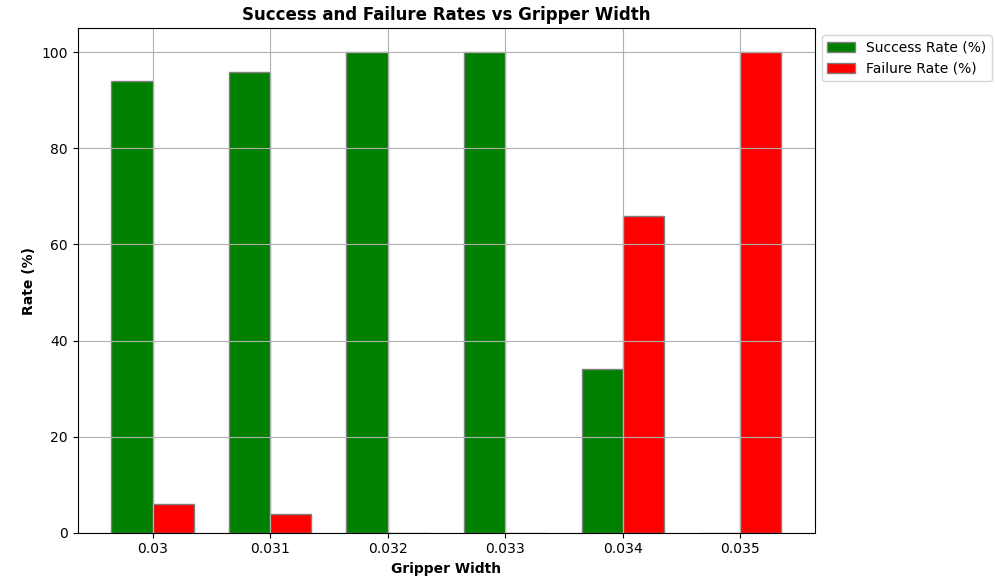 Success and Failure Rates vs Gripper Width
Success Rate (%)
Failure Rate (%)
Rate (%)
100
80
60
40
20
0
0.03 0.031 0.032 0.033 0.034 0.035
Gripper Width